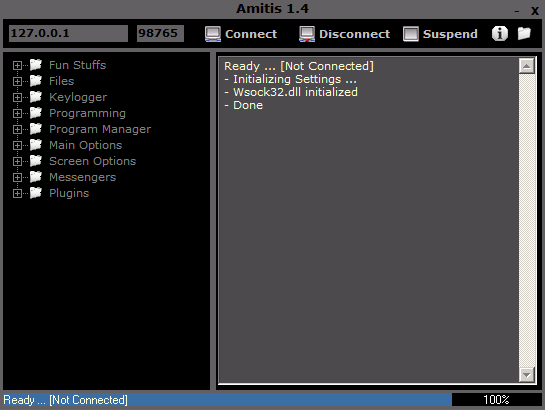 Amitis 1.4
- x
127.0.0.1 98765 Connect Disconnect Suspend i
Fun Stuffs
Files
Keylogger
Programming
Program Manager
Main Options
Screen Options
Messengers
Plugins
Ready ... [Not Connected]
- Initializing Settings ...
- Wsock32.dll initialized
- Done
Ready ... [Not Connected] 100%